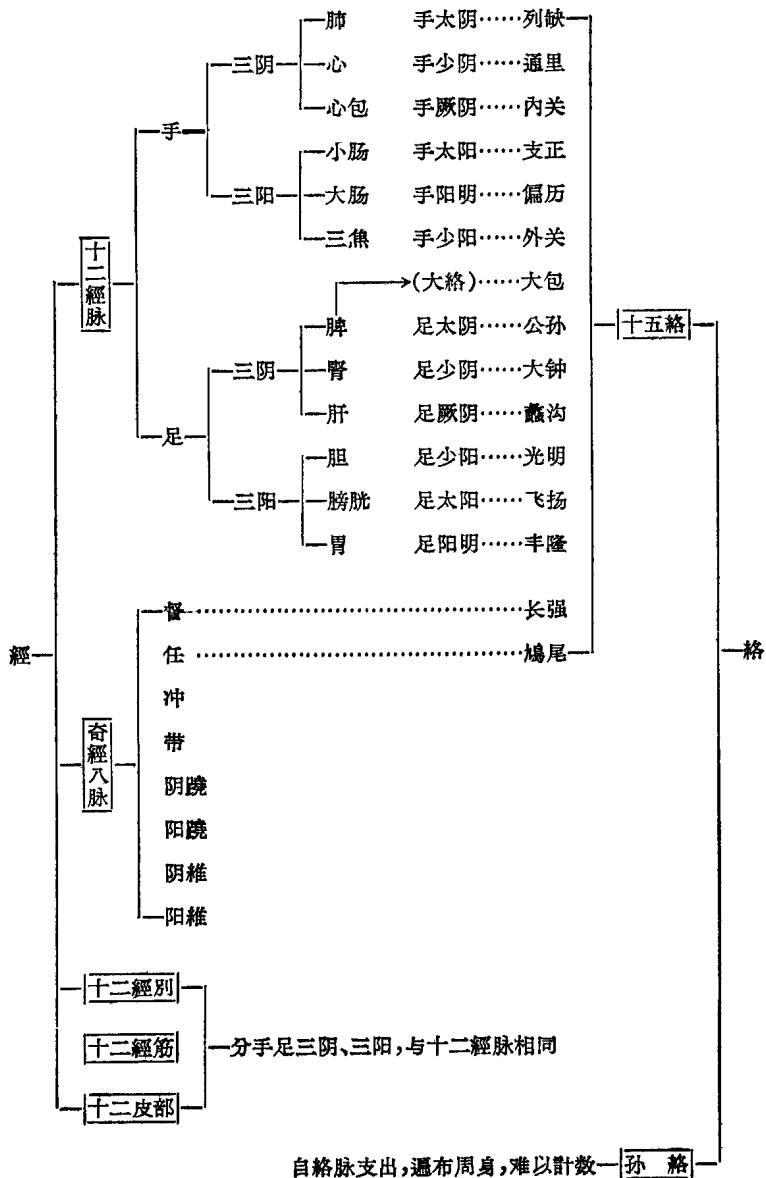 肺 手太阴……列缺
三阴 心 手少阴……通里
心包 手厥阴……內关
手
小肠 手太阳……支正
三阳 大肠 手阳明……偏历
三焦 手少阳……外关
十二經脉
(大絡)……大包
脾 足太阴……公孙
十五絡
三阴 腎 足少阴……大钟
肝 足厥阴……蠡沟
足
胆 足少阳……光明
三阳 膀胱 足太阳……飞扬
胃 足阳明……丰隆
督……长强
經 任……鳩尾 絡
冲
奇經八脉
带
阴蹺
阳蹺
阴維
阳維
十二經別
十二經筋 分手足三阴、三阳,与十二經脉相同
十二皮部
自絡脉支出,遍布周身,难以計数 孙絡